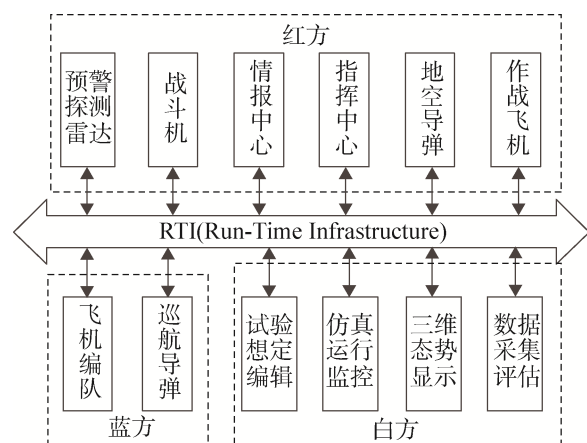 红方
预警
探测
雷达
战斗机
情报中心
指挥中心
地空导弹
作战飞机
RTI(Run-Time Infrastructure)
飞机编队
巡航导弹
试验
想定
编辑
仿真
运行
监控
三维
态势
显示
数据
采集
评估
蓝方
白方